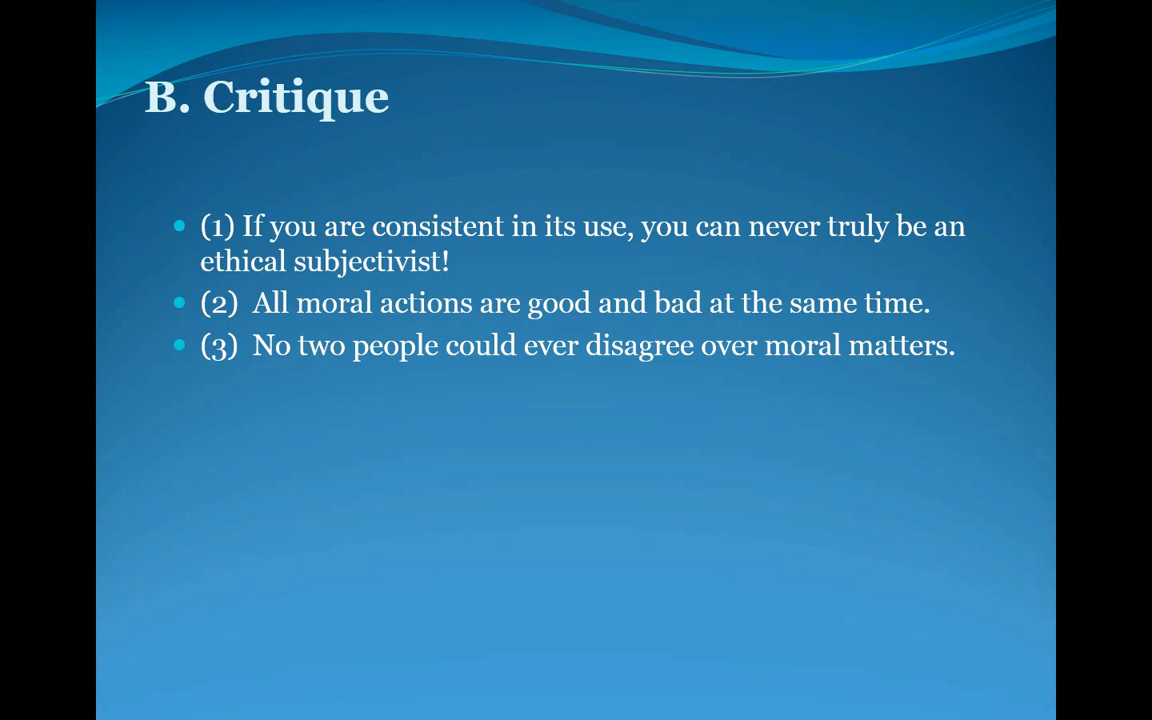 B. Critique
(1) If you are consistent in its use, you can never truly be an
ethical subjectivist!
(2)  All moral actions are good and bad at the same time.
(3)  No two people could ever disagree over moral matters.